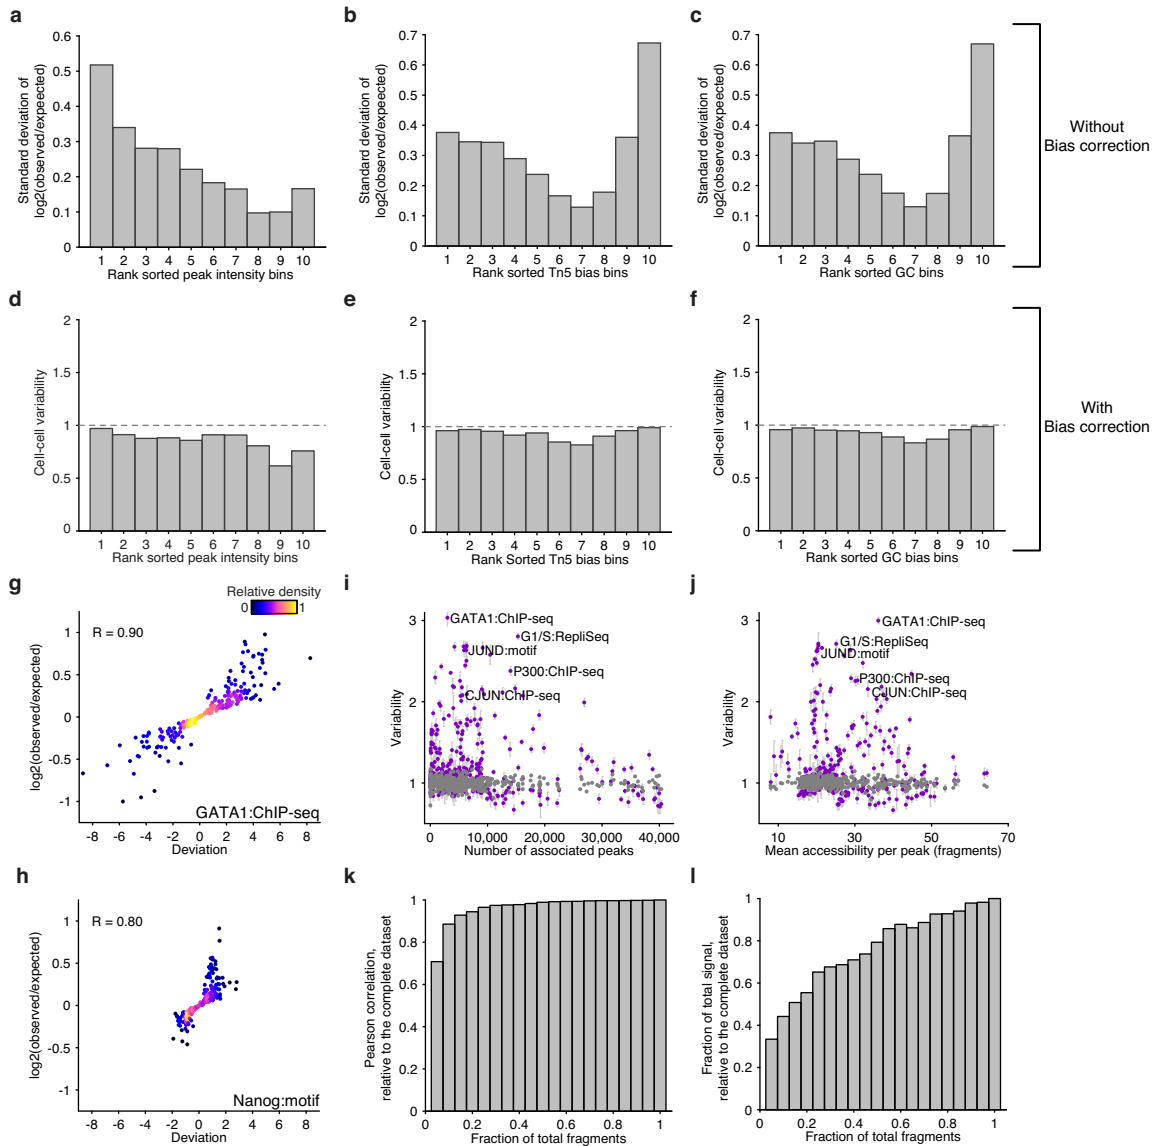 a
Standard deviation of
log2(observed/expected)
0.6
0.5
0.4
0.3
0.2
0.1
0
1 2 3 4 5 6 7 8 9 10
Rank sorted peak intensity bins
b
Standard deviation of
log2(observed/expeected)
0.7
0.6
0.5
0.4
0.3
0.2
0.1
0
1 2 3 4 5 6 7 8 9 10
Rank sorted Tn5 bias bins
c
Standard deviation of
log2(observed/expected)
0.7
0.6
0.5
0.4
0.3
0.2
0.1
0
1 2 3 4 5 6 7 8 9 10
Rank sorted GC bins
Without
Bias correction
d
Cell-cell variability
2
1.5
1
0.5
0
1 2 3 4 5 6 7 8 9 10
Rank sorted peak intensity bins
e
Cell-cell variability
2
1.5
1
0.5
0
1 2 3 4 5 6 7 8 9 10
Rank Sorted Tn5 bias bins
f
Cell-cell variability
2
1.5
1
0.5
0
1 2 3 4 5 6 7 8 9 10
Rank sorted GC bias bins
With
Bias correction
g
Relative density
0 1
R = 0.90
log2(observed/expected)
1
0.5
0
-0.5
-1
GATA1:ChIP-seq
-8 -6 -4 -2 0 2 4 6 8
Deviation
i
Variability
3
2
1
GATA1:ChIP-seq
G1/S:RepliSeq
JUND:motif
P300:ChIP-seq
CJUN:ChIP-seq
0 10,000 20,000 30,000 40,000
Number of associated peaks
j
Variability
3
2
1
GATA1:ChIP-seq
G1/S:RepliSeq
JUND:motif
P300:ChIP-seq
CJUN:ChIP-seq
10 30 50 70
Mean accessibility per peak (fragments)
h
R = 0.80
log2(observed/expected)
1
0.5
0
-0.5
-1
Nanog:motif
-8 -6 -4 -2 0 2 4 6 8
Deviation
k
Pearson correlation,
relative to the complete dataset
1
0.8
0.6
0.4
0.2
0
0 0.2 0.4 0.6 0.8 1
Fraction of total fragments
l
Fraction of total signal,
relative to the complete dataset
1
0.8
0.6
0.4
0.2
0
0 0.2 0.4 0.6 0.8 1
Fraction of total fragments